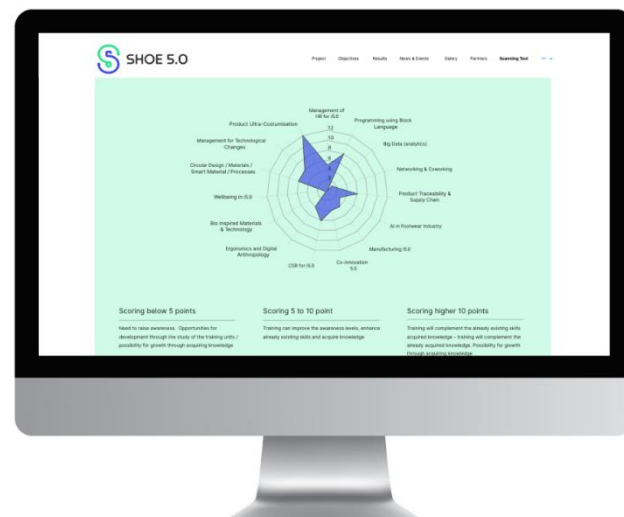 SHOE 5.0
Project Objectives Results News & Events Gallery Partners Scanning Tool
Management of
HR for i5.0
Product Ultra-Costumisation
Programming using Block
Language
Management for Technological
Changes
Big Data (analytics)
Circular Design / Materials /
Smart Material / Processes
Networking & Coworking
Wellbeing in i5.0
Product Traceability &
Supply Chain
Bio inspired Materials
& Technology
AI in Footwear Industry
Ergonomics and Digital
Anthropology
Manufacturing i5.0
CSR for i5.0
Co-innovation
5.0
12
10
8
6
4
2
Scoring below 5 points
Need to raise awareness. Opportunities for
development through the study of the training units /
possibility for growth through acquiring knowledge
Scoring 5 to 10 point
Training can improve the awareness levels, enhance
already existing skills and acquire knowledge
Scoring higher 10 points
Training will complement the already existing skills
acquired knowledge - training will complement the
already acquired knowledge. Possibility for growth
through acquiring knowledge